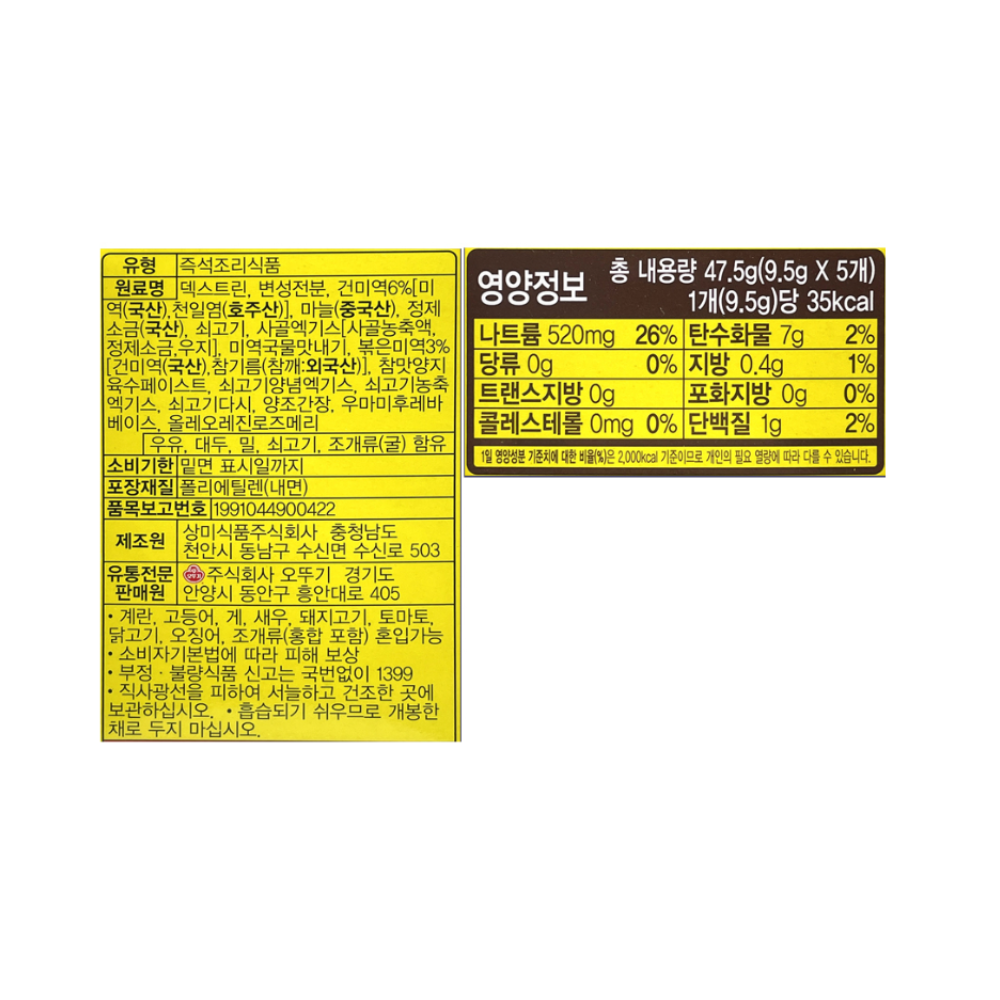 유형 즉석조리식품
원료명 덱스트린, 변성전분, 건미역6%[미
역(국산),천일염(호주산)], 마늘(중국산), 정제
소금(국산), 쇠고기, 사골엑기스[사골농축액,
정제소금,우지], 미역국물맛내기, 볶은미역3%
[건미역(국산),참기름(참깨:외국산)], 참맛양지
육수페이스트, 쇠고기양념엑기스, 쇠고기농축
엑기스, 쇠고기다시, 양조간장, 우마미후레바
베이스, 올레오레진로즈메리
우유, 대두, 밀, 쇠고기, 조개류(굴) 함유
소비기한 밑면 표시일까지
포장재질 폴리에틸렌(내면)
품목보고번호 1991044900422
제조원 상미식품주식회사 충청남도
천안시 동남구 수신면 수신로 503
유통전문 주식회사 오뚜기 경기도
판매원 안양시 동안구 흥안대로 405
• 계란, 고등어, 게, 새우, 돼지고기, 토마토,
닭고기, 오징어, 조개류(홍합 포함) 혼입가능
• 소비자기본법에 따라 피해 보상
• 부정 · 불량식품 신고는 국번없이 1399
• 직사광선을 피하여 서늘하고 건조한 곳에
보관하십시오. • 흡습되기 쉬우므로 개봉한
채로 두지 마십시오.
영양정보 총 내용량 47.5g(9.5g X 5개)
1개(9.5g)당 35kcal
나트륨 520mg 26% 탄수화물 7g 2%
당류 0g 0% 지방 0.4g 1%
트랜스지방 0g 포화지방 0g 0%
콜레스테롤 0mg 0% 단백질 1g 2%
1일 영양성분 기준치에 대한 비율(%)은 2,000kcal 기준이므로 개인의 필요 열량에 따라 다를 수 있습니다.